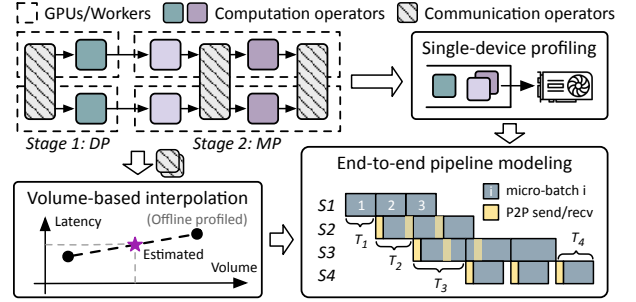 GPUs/Workers
Computation operators
Communication operators
Single-device profiling
Stage 1: DP
Stage 2: MP
Volume-based interpolation
Latency
(Offline profiled)
Estimated
Volume
End-to-end pipeline modeling
i micro-batch i
P2P send/recv
S1 1 2 3
S2
S3
S4
T1
T2
T3
T4